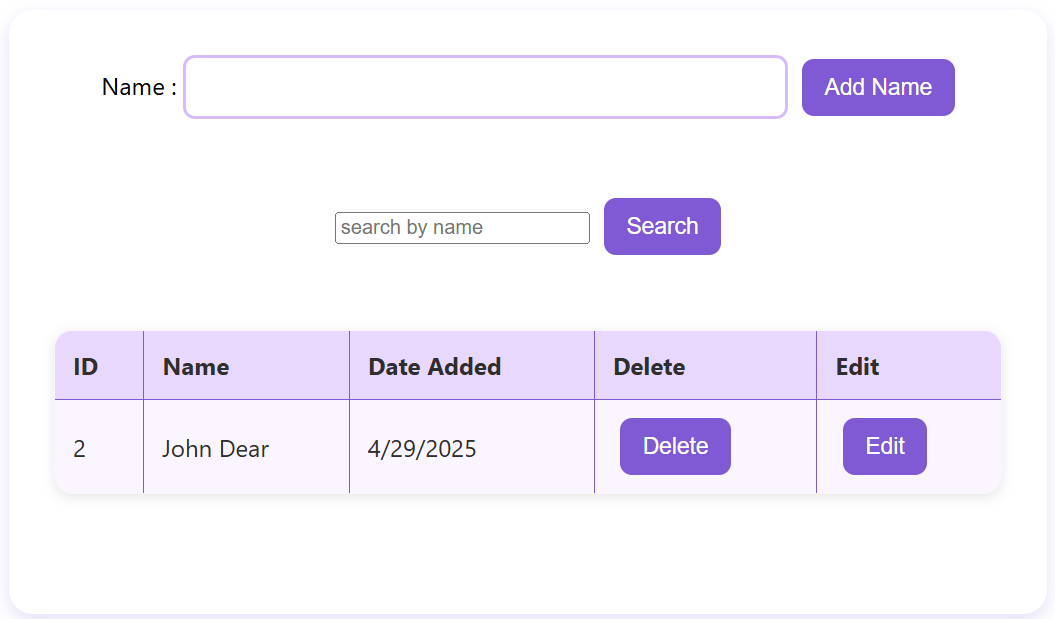 Name : Add Name
search by name Search
ID Name Date Added Delete Edit
2 John Dear 4/29/2025 Delete Edit